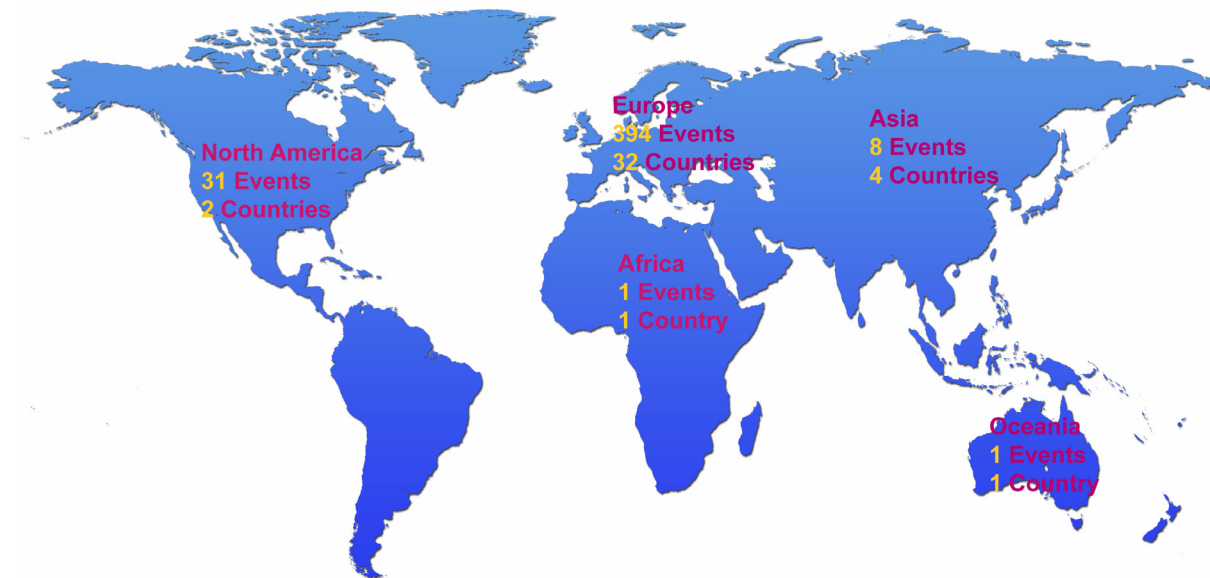 Europe
394 Events
32 Countries
Asia
8 Events
4 Countries
North America
31 Events
2 Countries
Africa
1 Events
1 Country
Oceania
1 Events
1 Country